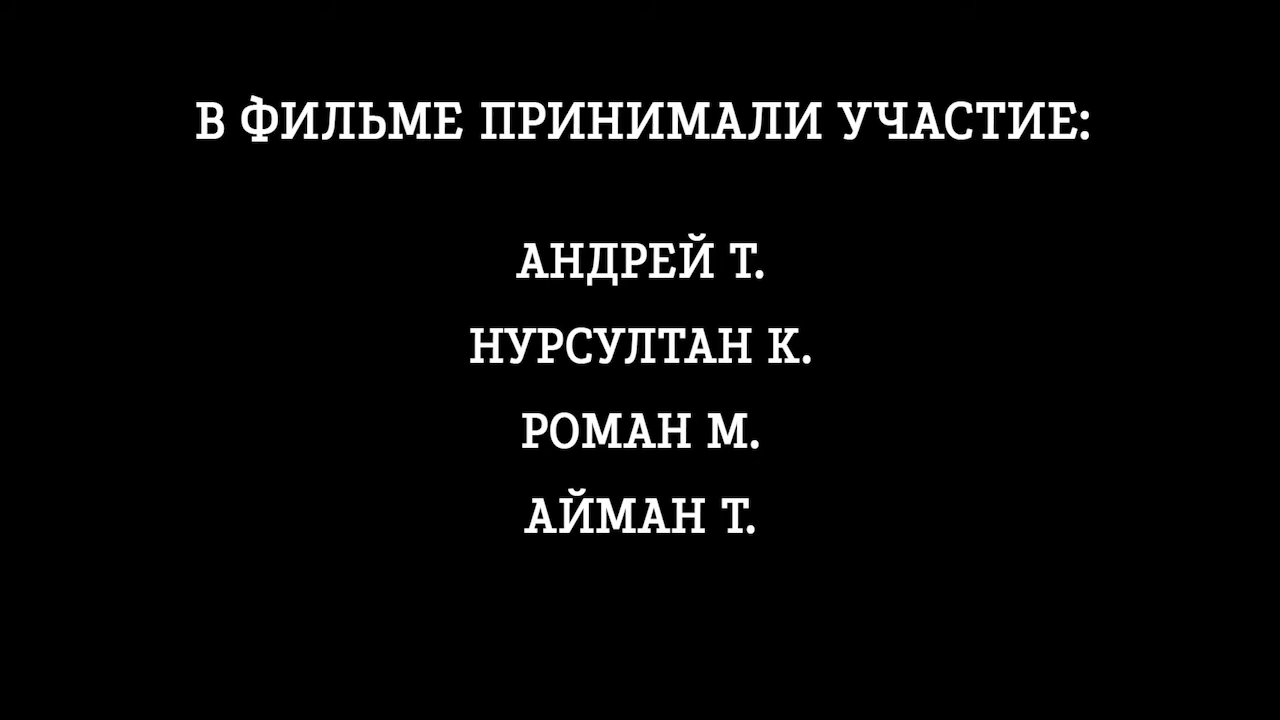 В ФИЛЬМЕ ПРИНИМАЛИ УЧАСТИЕ:
АНДРЕЙ Т.
НУРСУЛТАН К.
РОМАН М.
АЙМАН Т.